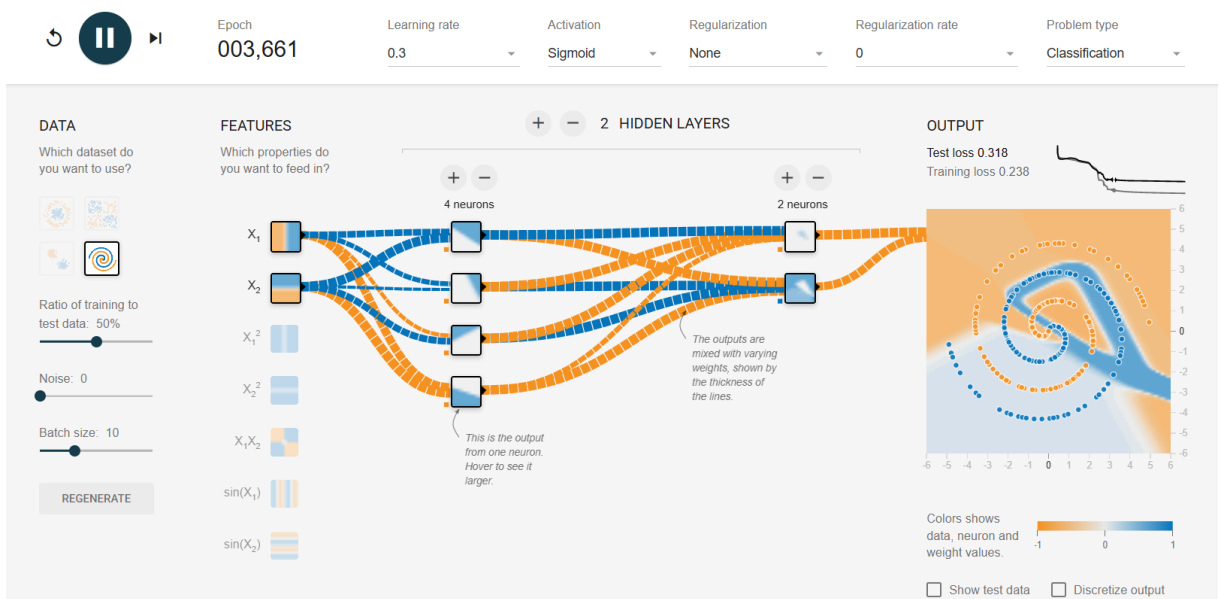 Epoch
003,661
Learning rate
0.3
Activation
Sigmoid
Regularization
None
Regularization rate
0
Problem type
Classification
DATA
Which dataset do
you want to use?
Ratio of training to
test data: 50%
Noise: 0
Batch size: 10
REGENERATE
FEATURES
Which properties do
you want to feed in?
X1
X2
X1²
X2²
X1X2
sin(X1)
sin(X2)
+ − 2 HIDDEN LAYERS
+ −
4 neurons
+ −
2 neurons
This is the output
from one neuron.
Hover to see it
larger.
The outputs are
mixed with varying
weights, shown by
the thickness of
the lines.
OUTPUT
Test loss 0.318
Training loss 0.238
6
5
4
3
2
1
0
-1
-2
-3
-4
-5
-6
-6 -5 -4 -3 -2 -1 0 1 2 3 4 5 6
Colors shows
data, neuron and
weight values.
-1 0 1
Show test data
Discretize output